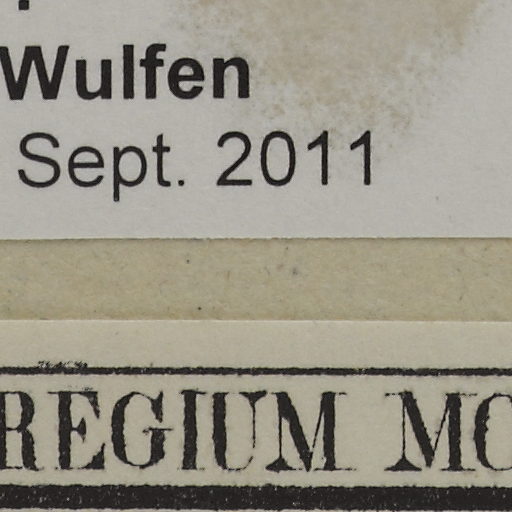 Wulfen
Sept. 2011
REGIUM MO